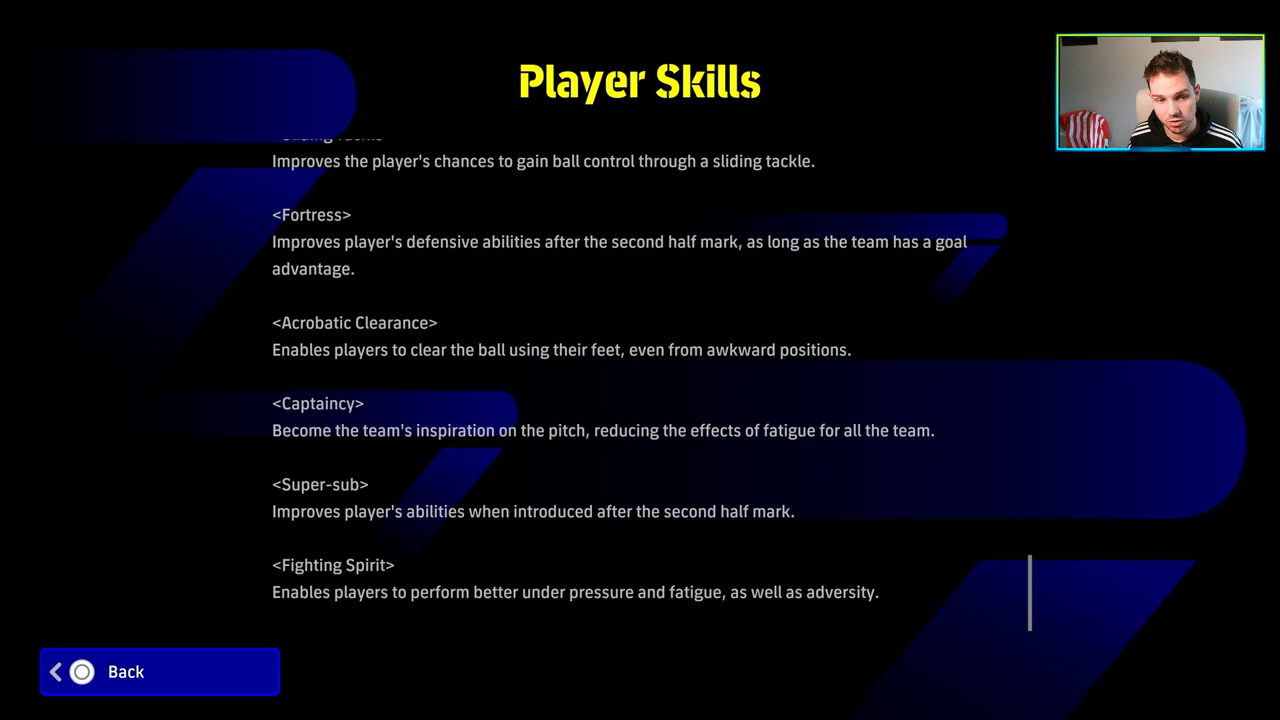 Player Skills
Improves the player's chances to gain ball control through a sliding tackle.
<Fortress>
Improves player's defensive abilities after the second half mark, as long as the team has a goal
advantage.
<Acrobatic Clearance>
Enables players to clear the ball using their feet, even from awkward positions.
<Captaincy>
Become the team's inspiration on the pitch, reducing the effects of fatigue for all the team.
<Super-sub>
Improves player's abilities when introduced after the second half mark.
<Fighting Spirit>
Enables players to perform better under pressure and fatigue, as well as adversity.
Back